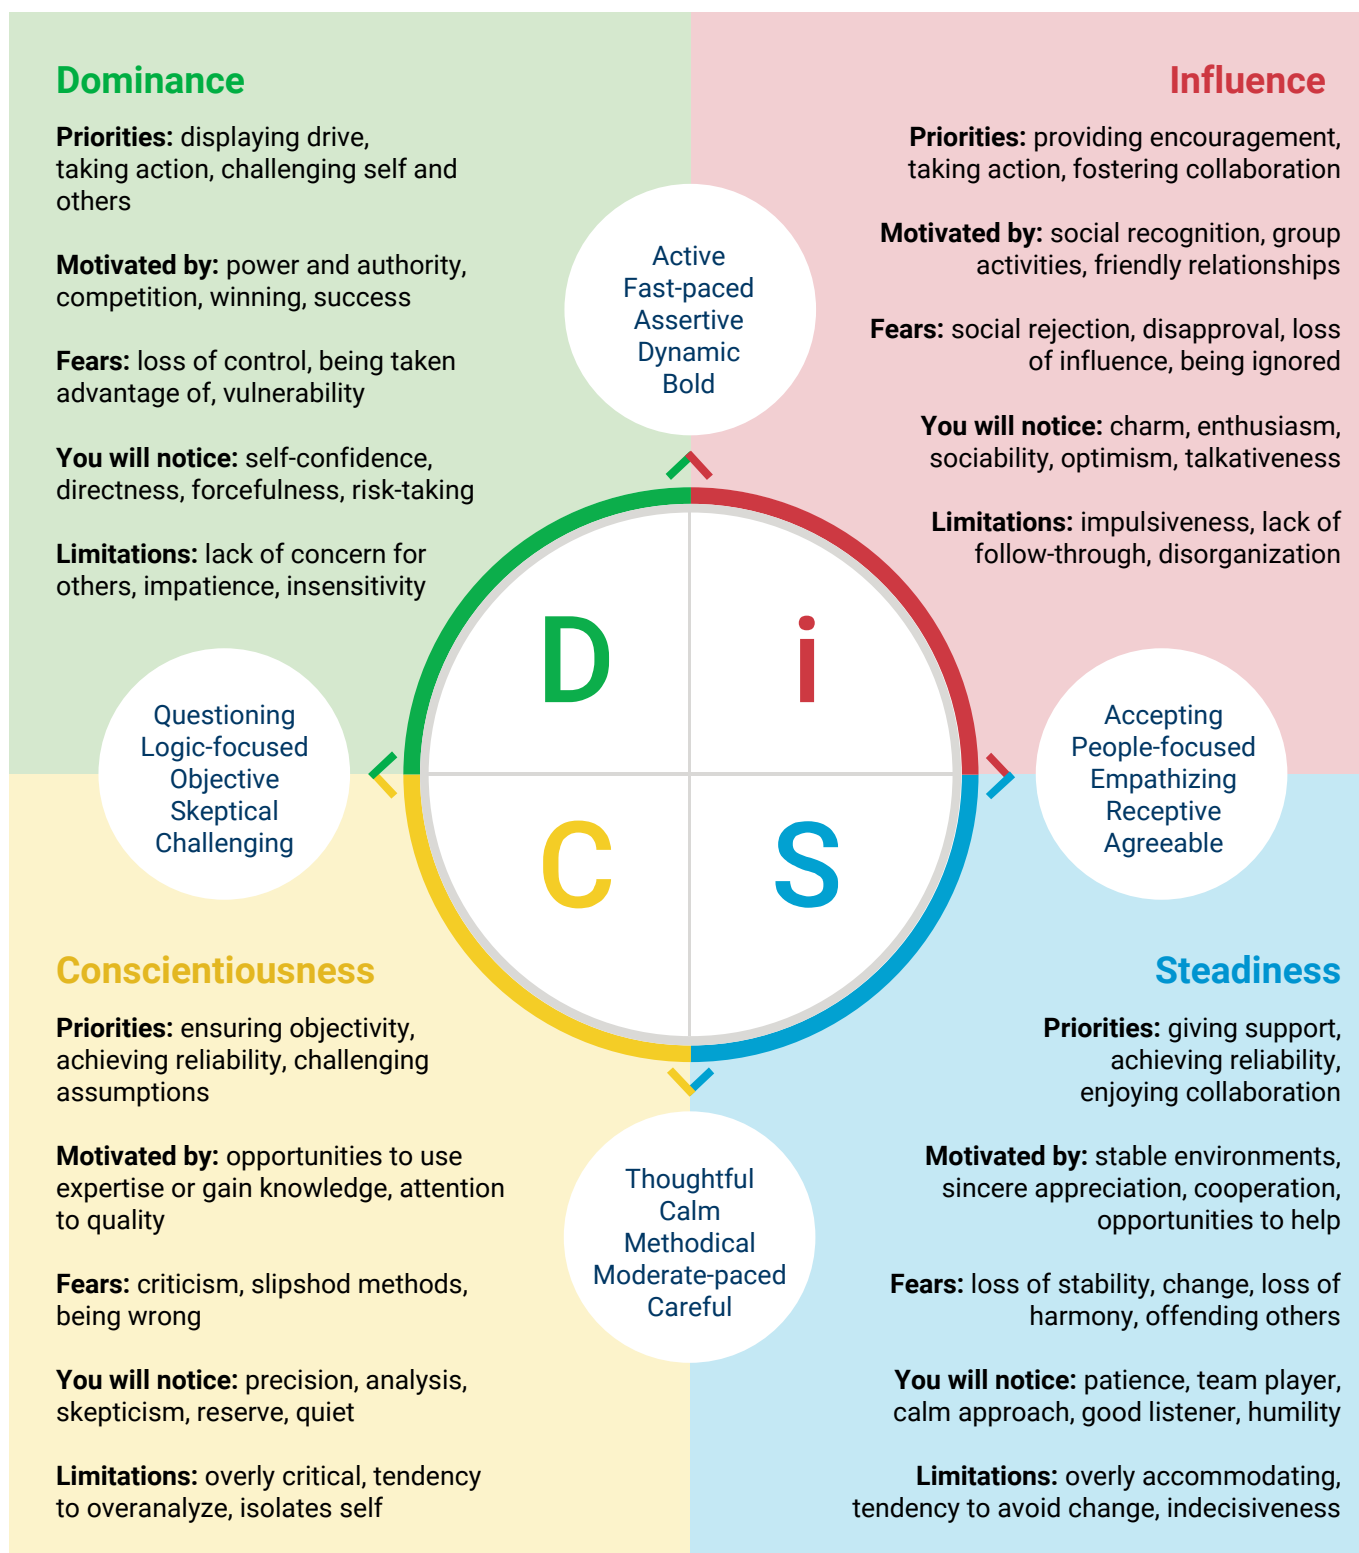 Dominance
Priorities: displaying drive,
taking action, challenging self and
others
Motivated by: power and authority,
competition, winning, success
Fears: loss of control, being taken
advantage of, vulnerability
You will notice: self-confidence,
directness, forcefulness, risk-taking
Limitations: lack of concern for
others, impatience, insensitivity
Influence
Priorities: providing encouragement,
taking action, fostering collaboration
Motivated by: social recognition, group
activities, friendly relationships
Fears: social rejection, disapproval, loss
of influence, being ignored
You will notice: charm, enthusiasm,
sociability, optimism, talkativeness
Limitations: impulsiveness, lack of
follow-through, disorganization
Active
Fast-paced
Assertive
Dynamic
Bold
D
i
Questioning
Logic-focused
Objective
Skeptical
Challenging
Accepting
People-focused
Empathizing
Receptive
Agreeable
C
S
Conscientiousness
Priorities: ensuring objectivity,
achieving reliability, challenging
assumptions
Motivated by: opportunities to use
expertise or gain knowledge, attention
to quality
Fears: criticism, slipshod methods,
being wrong
You will notice: precision, analysis,
skepticism, reserve, quiet
Limitations: overly critical, tendency
to overanalyze, isolates self
Thoughtful
Calm
Methodical
Moderate-paced
Careful
Steadiness
Priorities: giving support,
achieving reliability,
enjoying collaboration
Motivated by: stable environments,
sincere appreciation, cooperation,
opportunities to help
Fears: loss of stability, change, loss of
harmony, offending others
You will notice: patience, team player,
calm approach, good listener, humility
Limitations: overly accommodating,
tendency to avoid change, indecisiveness